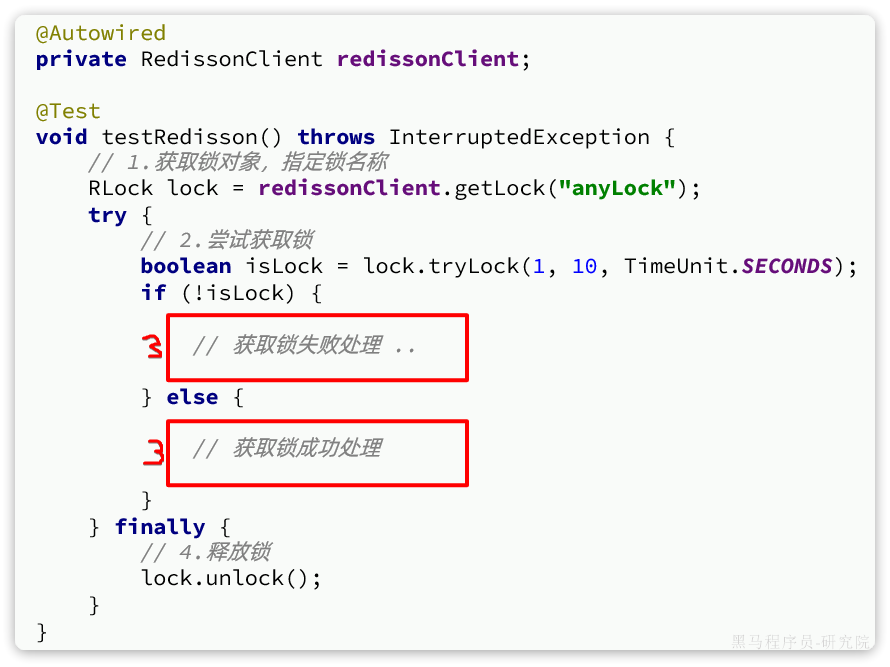 @Autowired
private RedissonClient redissonClient;
@Test
void testRedisson() throws InterruptedException {
// 1.获取锁对象，指定锁名称
RLock lock = redissonClient.getLock("anyLock");
try {
// 2.尝试获取锁
boolean isLock = lock.tryLock(1, 10, TimeUnit.SECONDS);
if (!isLock) {
3 // 获取锁失败处理 ..
} else {
3 // 获取锁成功处理
}
} finally {
// 4.释放锁
lock.unlock();
}
}
黑马程序员-研究院